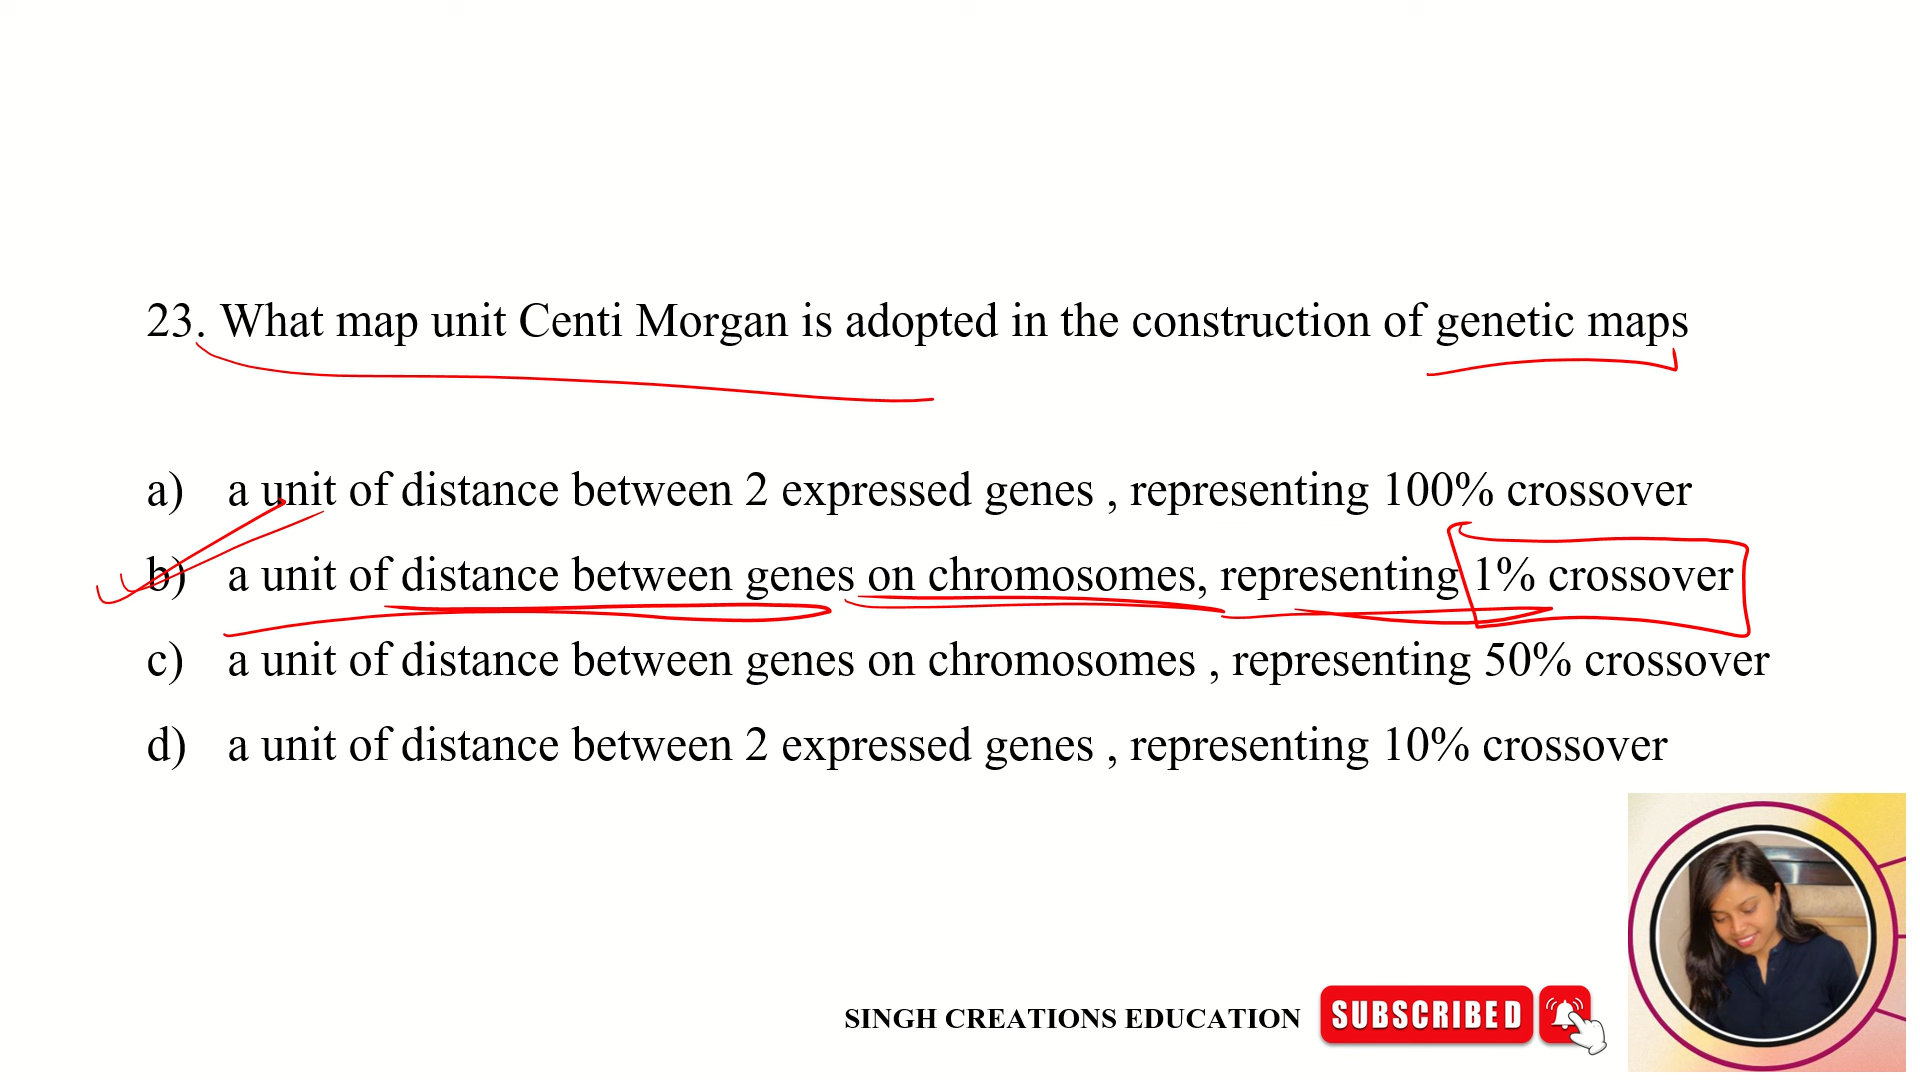 23. What map unit Centi Morgan is adopted in the construction of genetic maps
a) a unit of distance between 2 expressed genes , representing 100% crossover
b) a unit of distance between genes on chromosomes, representing 1% crossover
c) a unit of distance between genes on chromosomes , representing 50% crossover
d) a unit of distance between 2 expressed genes , representing 10% crossover
SINGH CREATIONS EDUCATION
SUBSCRIBED